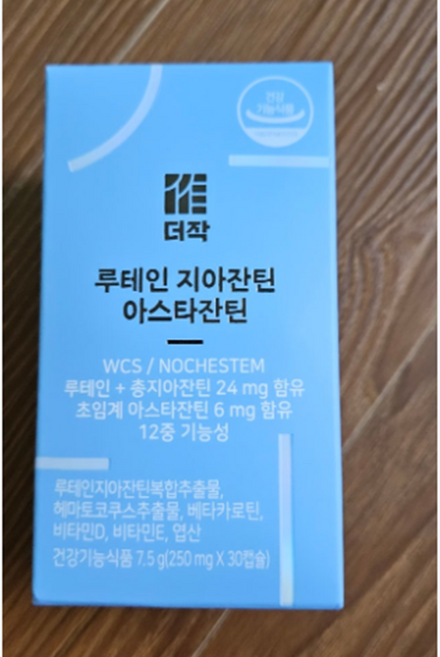 건강
기능식품
더작
루테인 지아잔틴
아스타잔틴
WCS / NOCHESTEM
루테인 + 총지아잔틴 24 mg 함유
초임계 아스타잔틴 6 mg 함유
12중 기능성
루테인지아잔틴복합추출물,
헤마토코쿠스추출물, 베타카로틴,
비타민D, 비타민E, 엽산
건강기능식품 7.5 g(250 mg X 30캡슐)